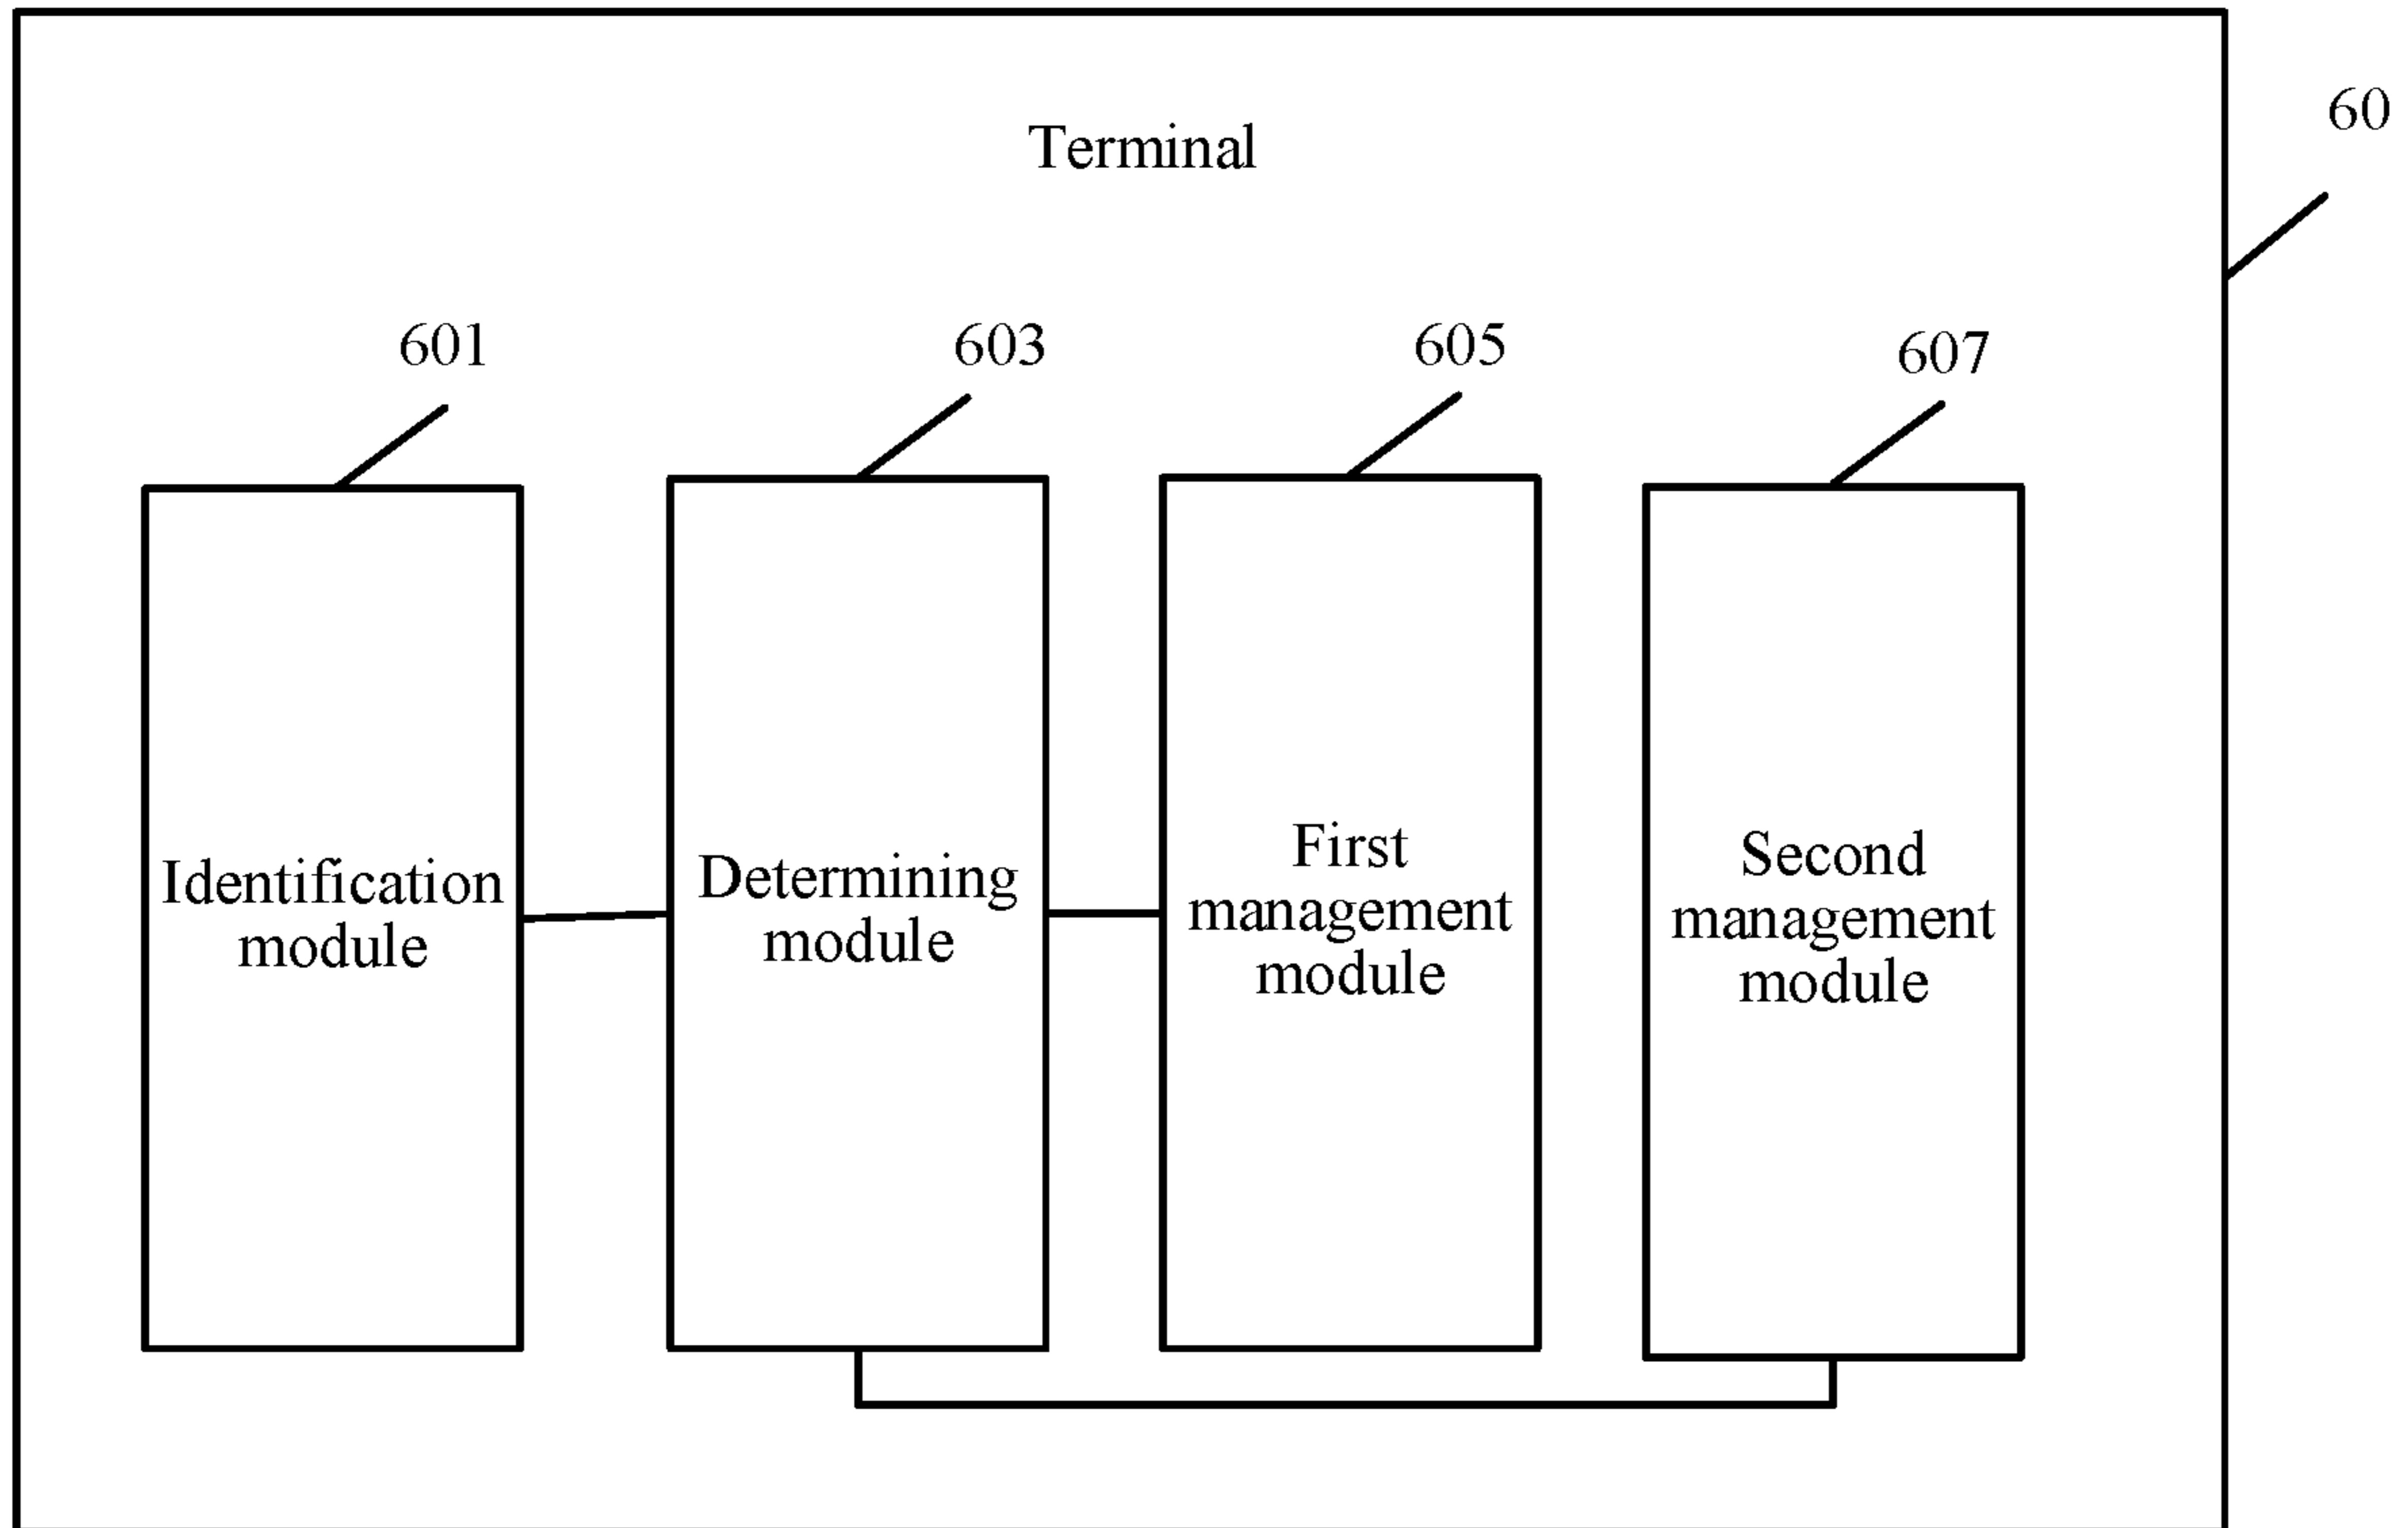 Terminal
60
601
603
605
607
Identification
module
Determining
module
First
management
module
Second
management
module